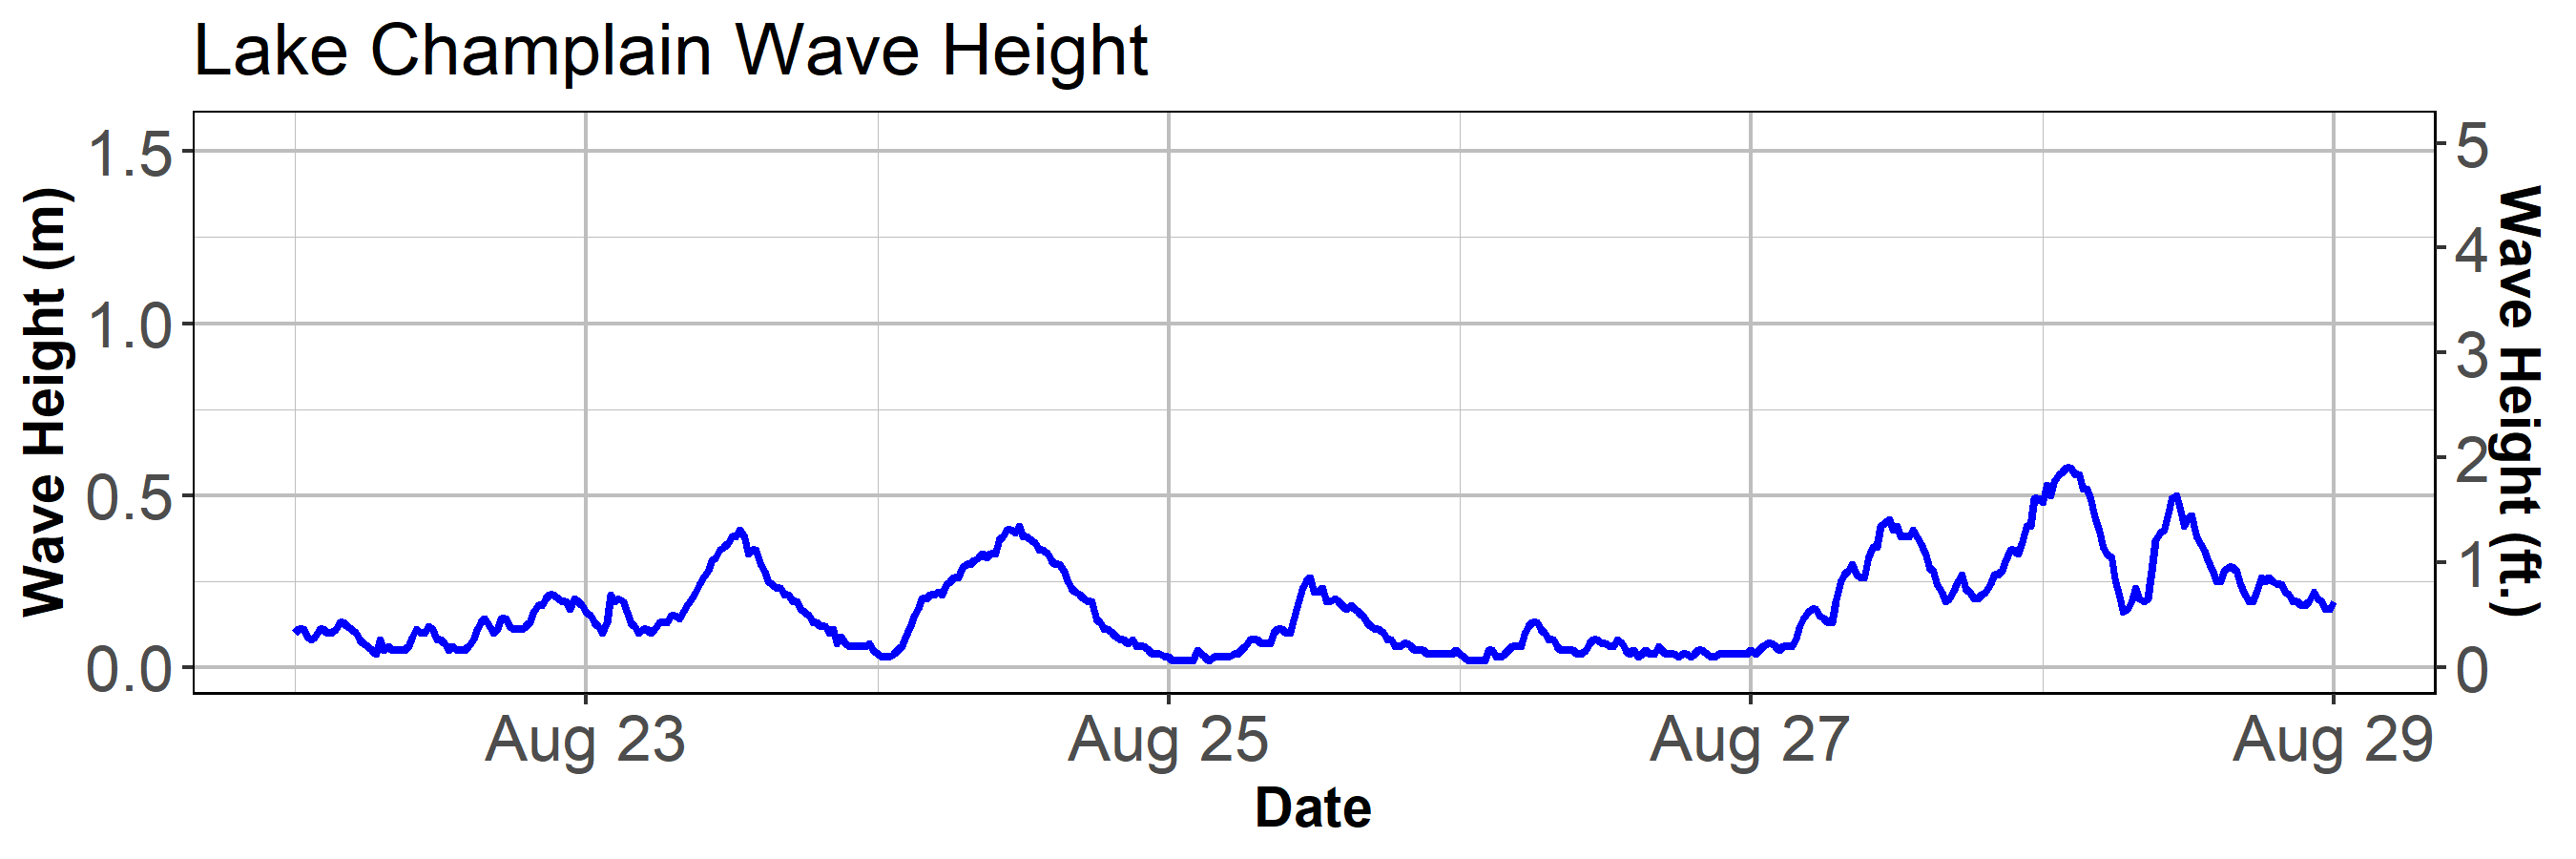 Lake Champlain Wave Height
Wave Height (m)
1.5
1.0
0.5
0.0
5
4
3
2
1
0
Wave Height (ft.)
Aug 23
Aug 25
Aug 27
Aug 29
Date